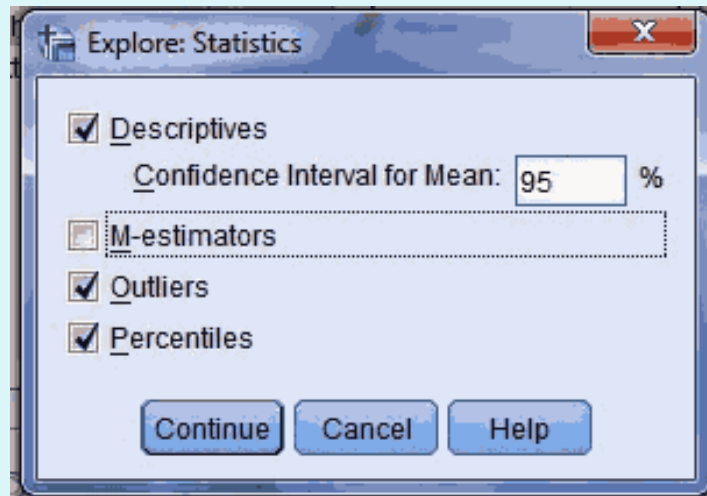 Explore: Statistics
Descriptives
Confidence Interval for Mean: 95 %
M-estimators
Outliers
Percentiles
Continue Cancel Help